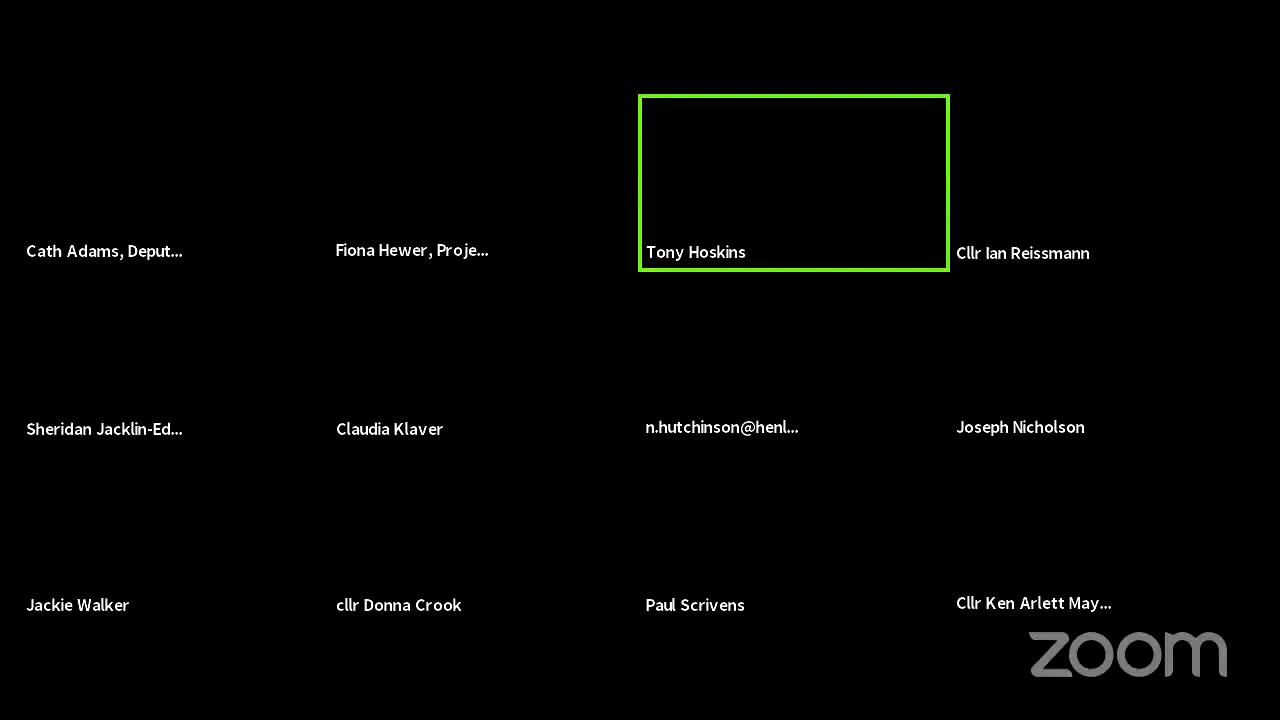 Cath Adams, Deput...
Fiona Hewer, Proje...
Tony Hoskins
Cllr Ian Reissmann
Sheridan Jacklin-Ed...
Claudia Klaver
n.hutchinson@henl...
Joseph Nicholson
Jackie Walker
cllr Donna Crook
Paul Scrivens
Cllr Ken Arlett May...
zoom